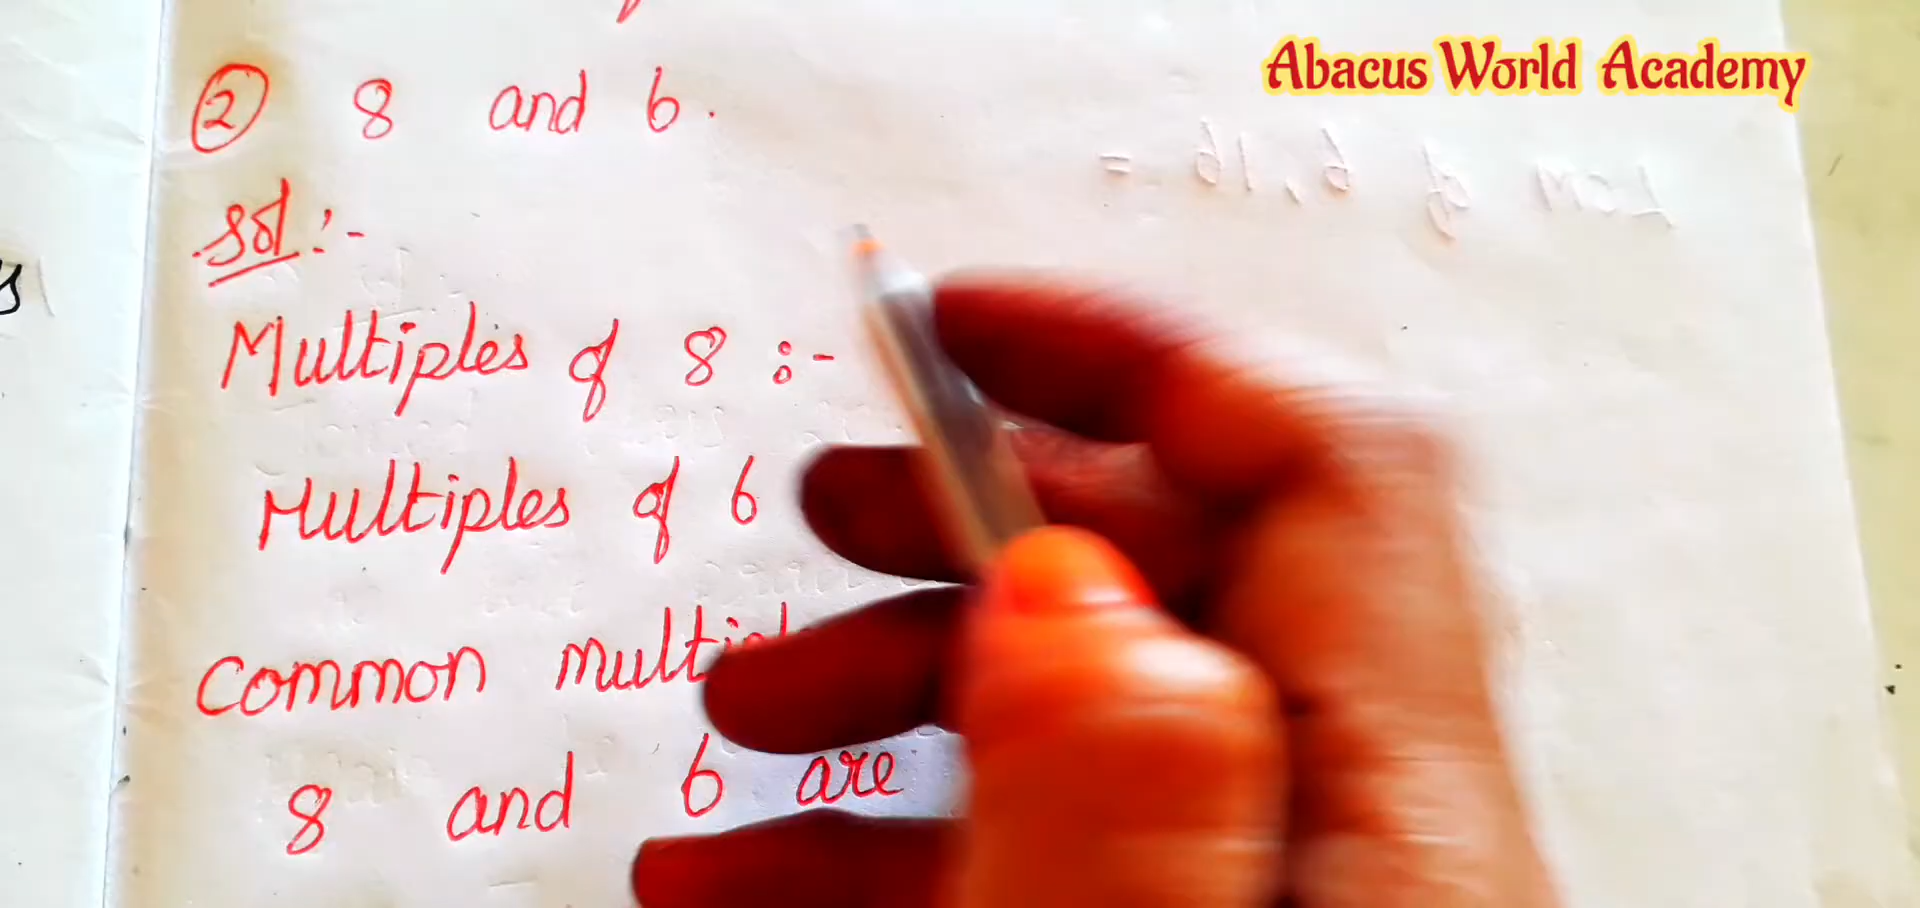 Abacus World Academy
② 8 and 6.
Sol :-
Multiples of 8 :-
Multiples of 6
Common
8 and 6 are